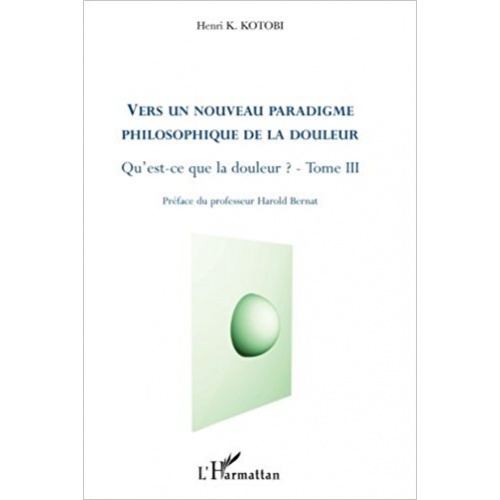 Henri K. KOTOBI
VERS UN NOUVEAU PARADIGME
PHILOSOPHIQUE DE LA DOULEUR
Qu'est-ce que la douleur ? - Tome III
Préface du professeur Harold Bernat
L'Harmattan